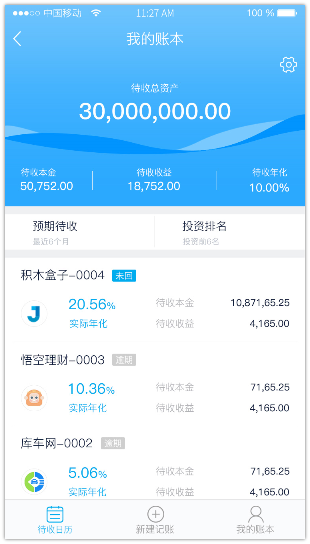 中国移动 11:27 AM 100 %
我的账本
待收总资产
30,000,000.00
待收本金 待收收益 待收年化
50,752.00 18,752.00 10.00%
预期待收 投资排名
最近6个月 投资前6名
积木盒子-0004 未回
J 20.56% 待收本金 10,871,65.25
实际年化 待收收益 4,165.00
悟空理财-0003 逾期
10.36% 待收本金 71,65.25
实际年化 待收收益 4,165.00
库车网-0002 逾期
5.06% 待收本金 71,65.25
实际年化 待收收益 4,165.00
待收日历 新建记账 我的账本